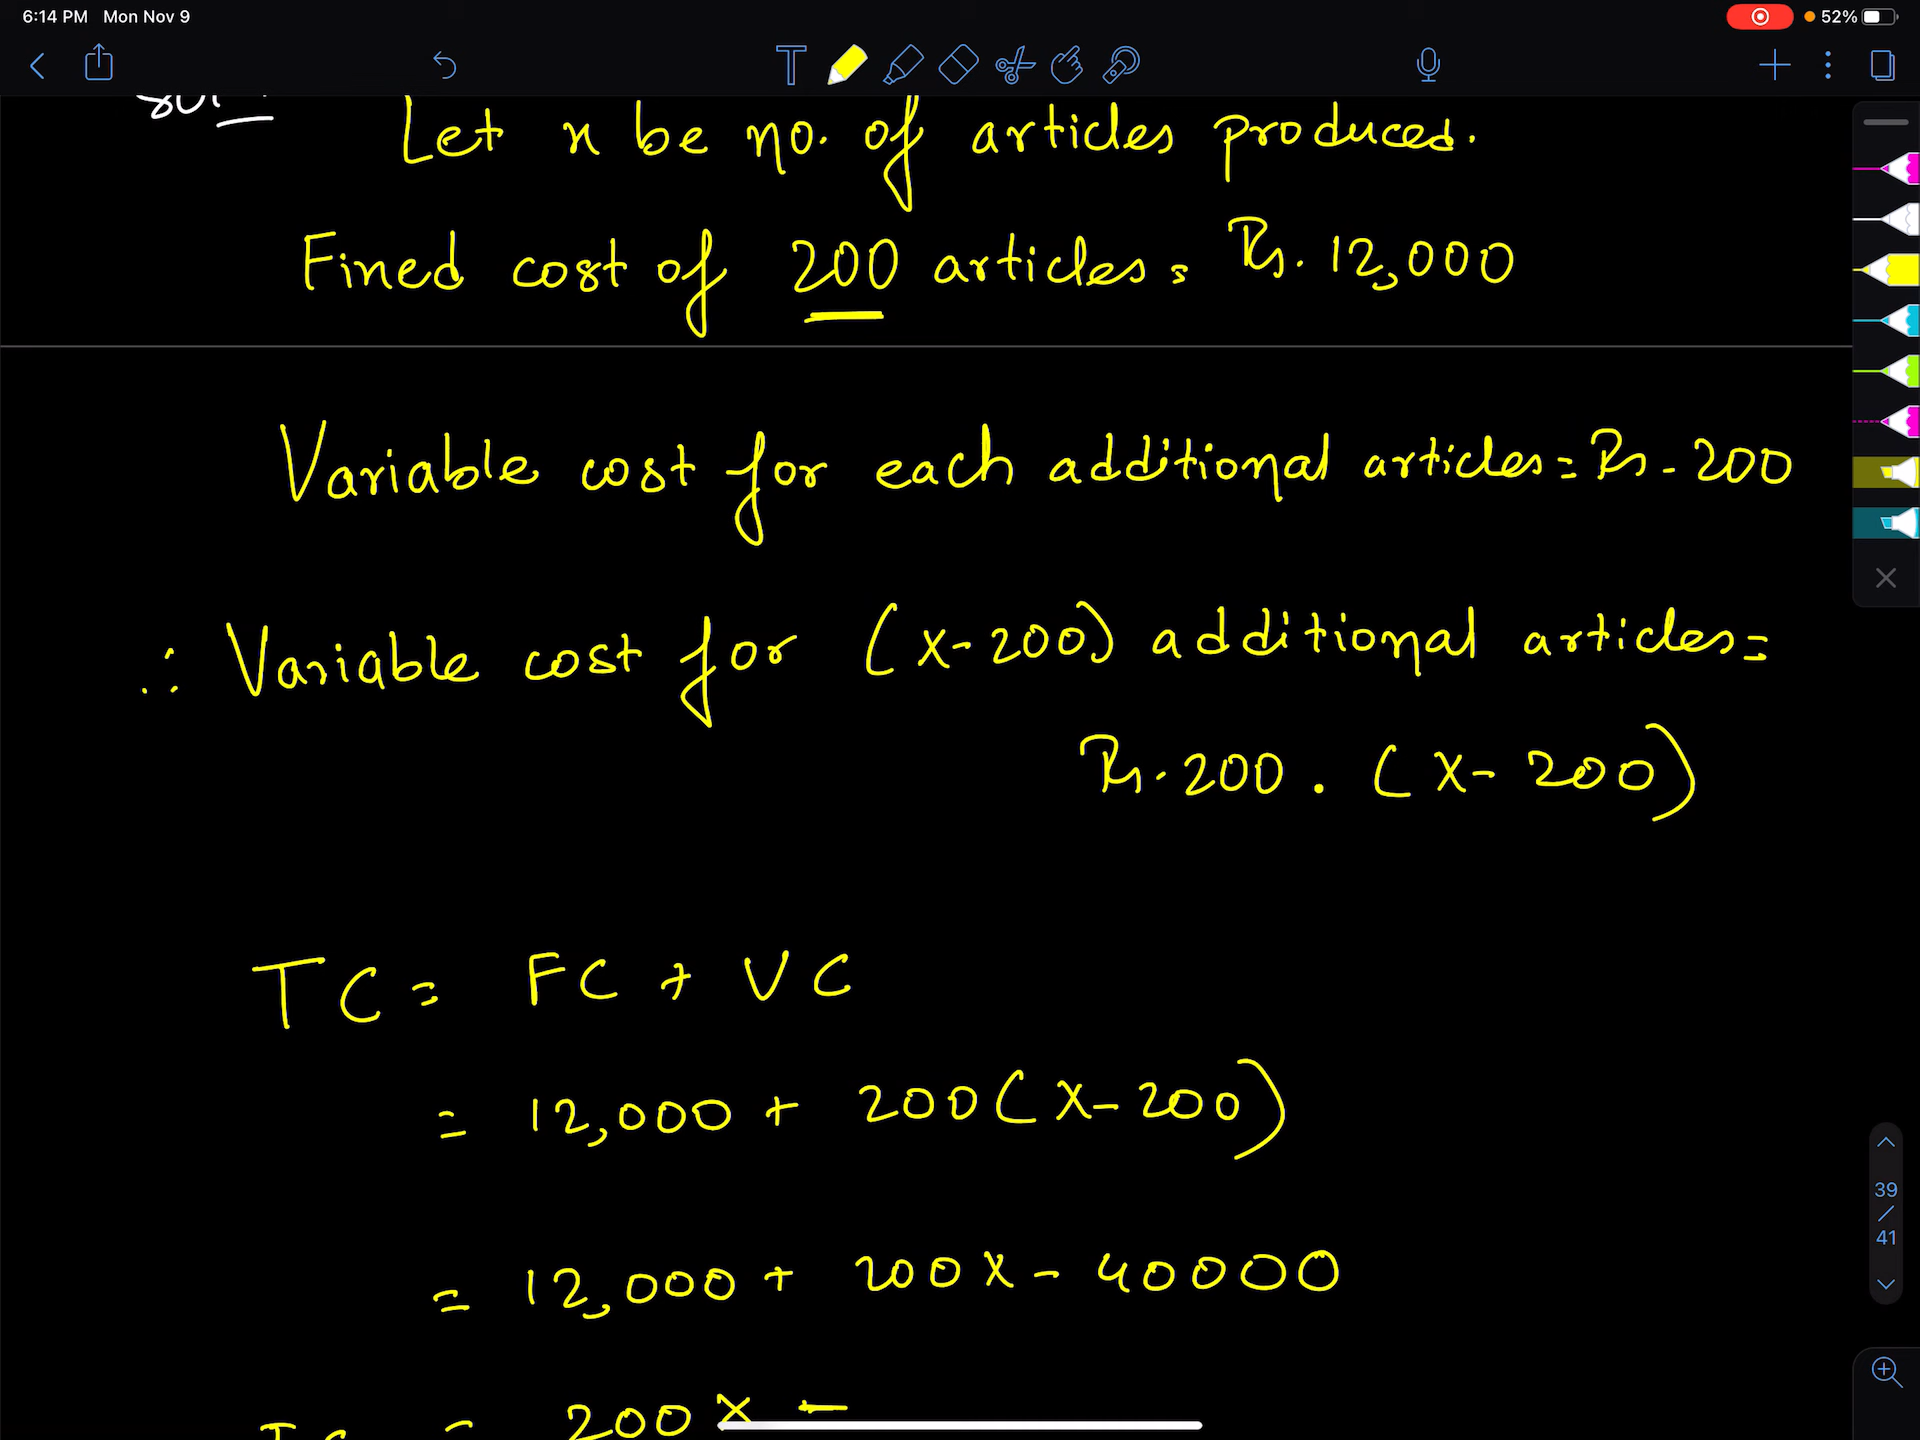 6:14 PM Mon Nov 9
52%
Let x be no. of articles produced.
Fixed cost of 200 articles = Rs. 12,000
Variable cost for each additional articles = Rs. 200
∴ Variable cost for (x-200) additional articles =
Rs. 200 . (x-200)
TC = FC + VC
= 12,000 + 200(x-200)
= 12,000 + 200x - 40000
= 200x -
39
/
41